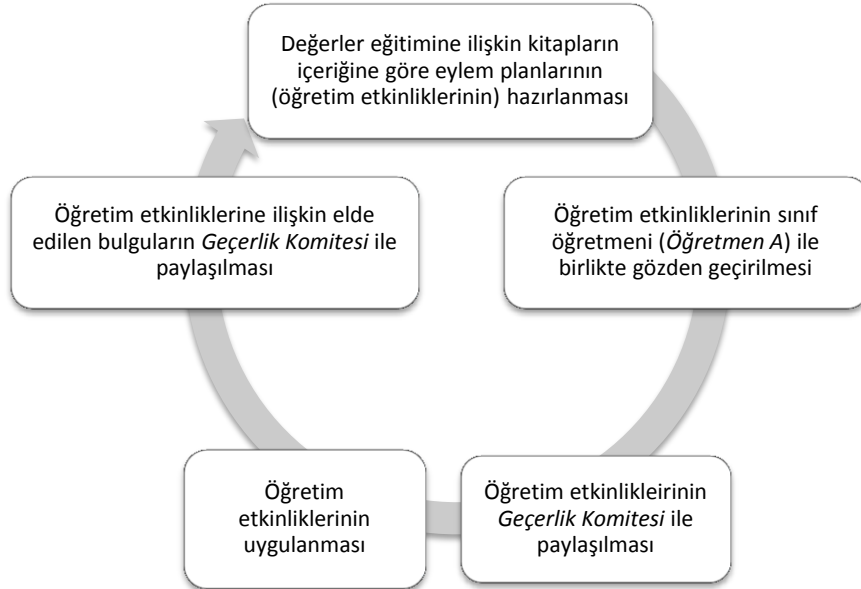 Değerler eğitimine ilişkin kitapların
içeriğine göre eylem planlarının
(öğretim etkinliklerinin) hazırlanması
Öğretim etkinliklerinin sınıf
öğretmeni (Öğretmen A) ile
birlikte gözden geçirilmesi
Öğretim etkinlikleirinin
Geçerlik Komitesi ile
paylaşılması
Öğretim
etkinliklerinin
uygulanması
Öğretim etkinliklerine ilişkin elde
edilen bulguların Geçerlik Komitesi ile
paylaşılması